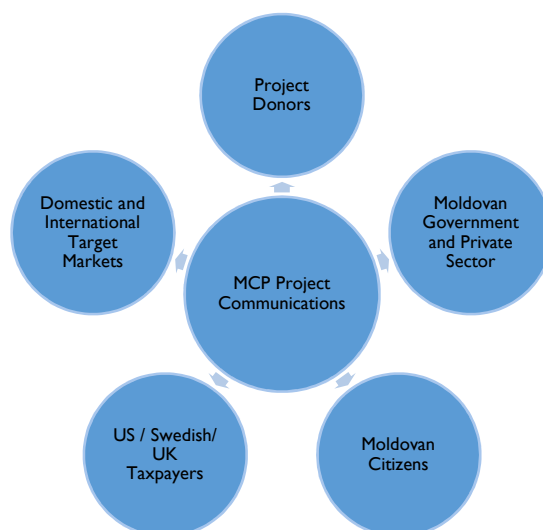 Project
Donors
Domestic and
International
Target
Markets
Moldovan
Government
and Private
Sector
MCP Project
Communications
US / Swedish/
UK
Taxpayers
Moldovan
Citizens